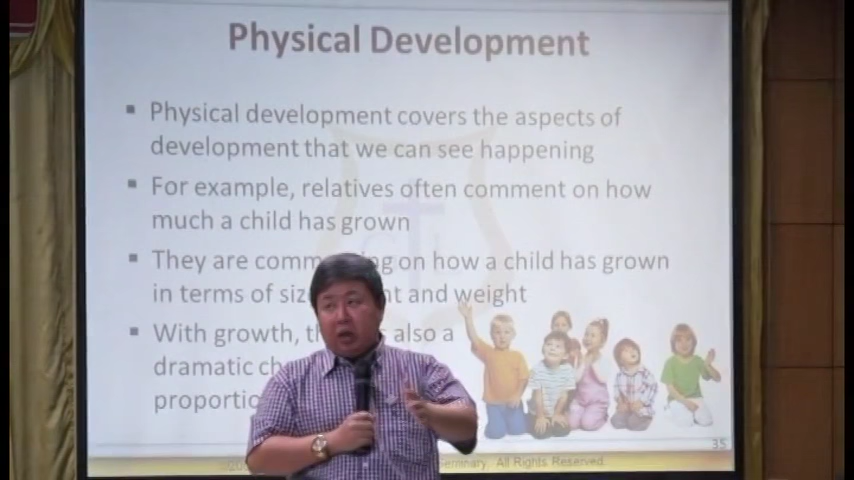 Physical Development
Physical development covers the aspects of
development that we can see happening
For example, relatives often comment on how
much a child has grown
They are comm ng on how a child has grown
in terms of siz ht and weight
With growth, th s also a
dramatic ch
proportio
35
Seminary. All Rights Reserved.